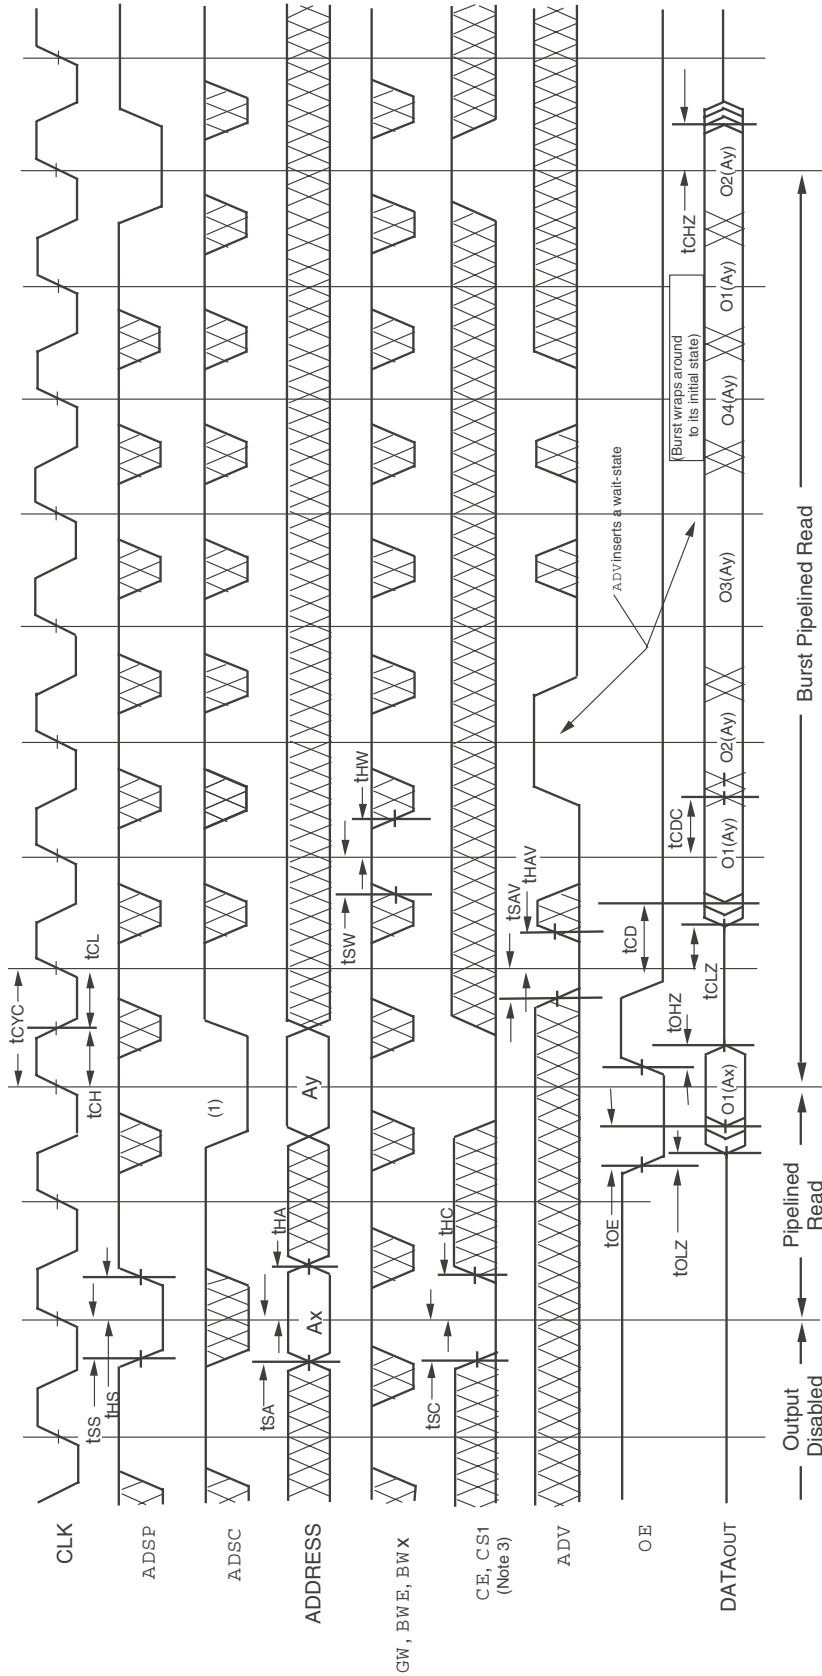 CLK
tCYC
tCH
tCL
ADSP
tSS
tHS
ADSC
(1)
ADDRESS
tSA
tHA
Ax
Ay
GW, BWE, BWx
tSW
tHW
CE, CS1
(Note 3)
tSC
tHC
ADV
tSAV
tHAV
ADV inserts a wait-state
OE
tOE
tOHZ
tCD
tOLZ
tCLZ
tCDC
tCHZ
(Burst wraps around
to its initial state)
DATAOUT
O1(Ax)
O1(Ay)
O2(Ay)
O3(Ay)
O4(Ay)
O1(Ay)
O2(Ay)
Output
Disabled
Pipelined
Read
Burst Pipelined Read